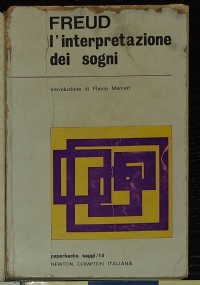 FREUD
l'interpretazione
dei sogni
Introduzione di Flavio Manieri
paperbacks saggi/14
NEWTON COMPTON ITALIANA